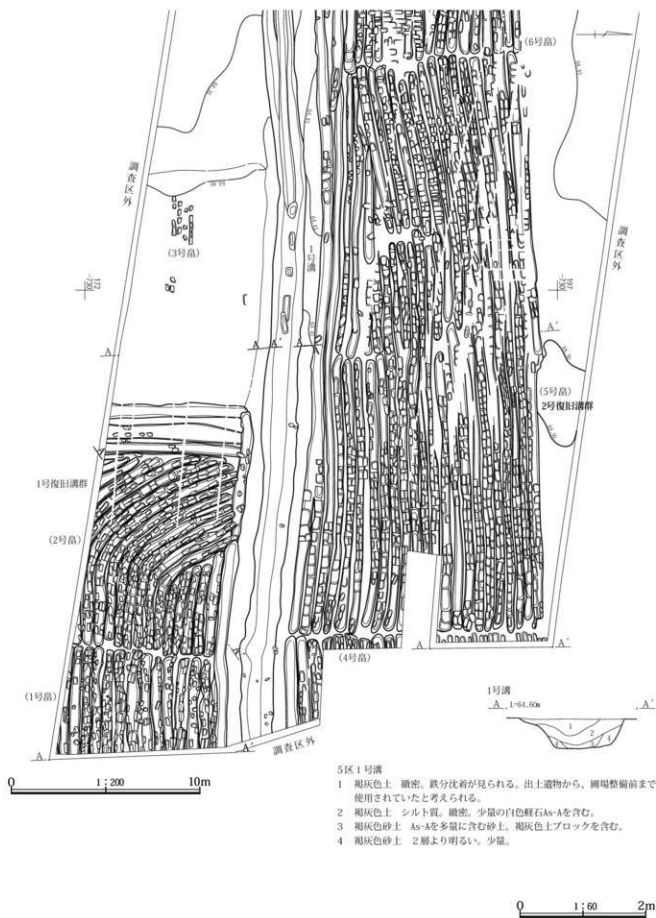 (6号畠)
調査区外
(3号畠)
1号溝
172
-730
197
-730
調査区外
A
A A'
A
A'
(5号畠)
2号復旧溝群
1号復旧溝群
(2号畠)
(4号畠)
(1号畠)
A
A'
A
A'
調査区外
1号溝
A L=64.60m A'
1
2
3
4
0 1:200 10m
5区1号溝
1 褐灰色土 緻密。鉄分沈着が見られる。出土遺物から、圃場整備前まで
使用されていたと考えられる。
2 褐灰色土 シルト質。緻密。少量の白色軽石As-Aを含む。
3 褐灰色砂土 As-Aを多量に含む砂土。褐灰色土ブロックを含む。
4 褐灰色砂土 2層より明るい。少量。
0 1:60 2m